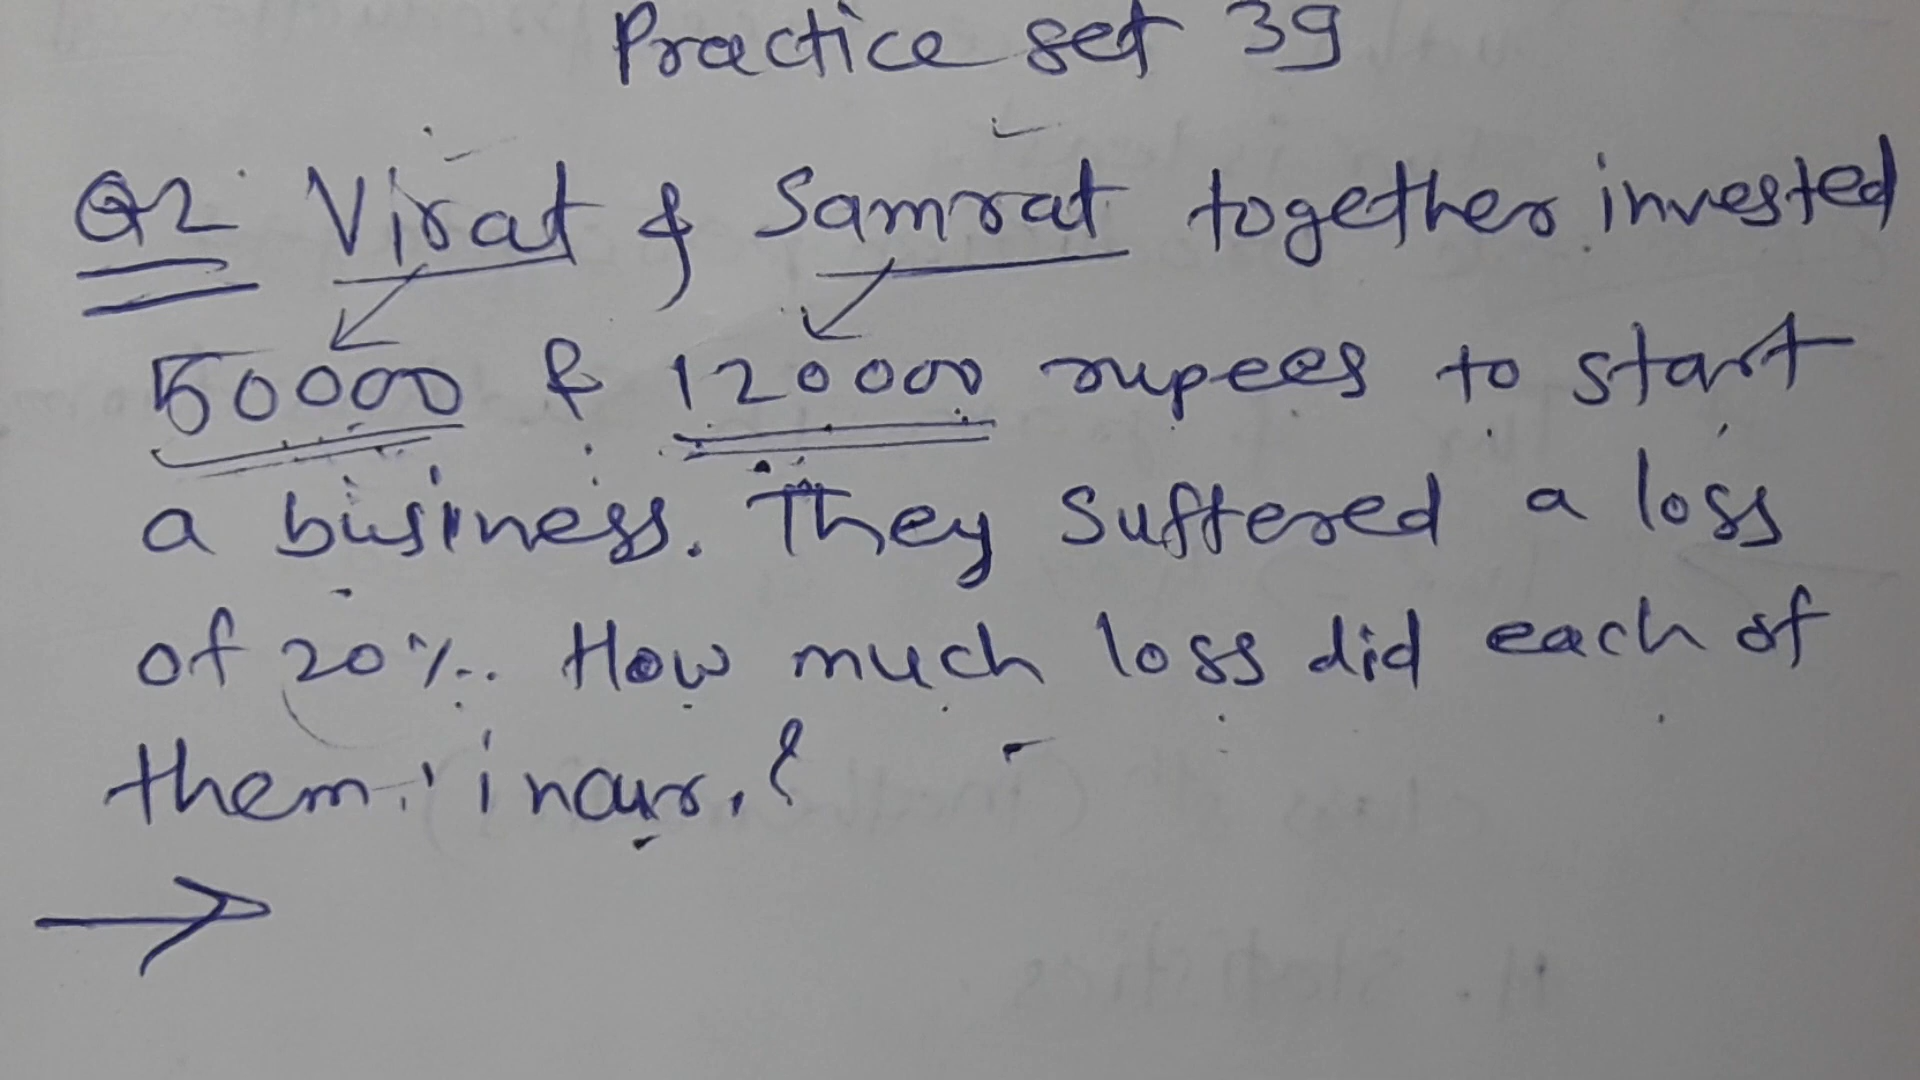 Practice set 39
Q2 Virat & Samrat together invested
50000 & 120000 rupees to start
a business. They suffered a loss
of 20%. How much loss did each of
them incur.?